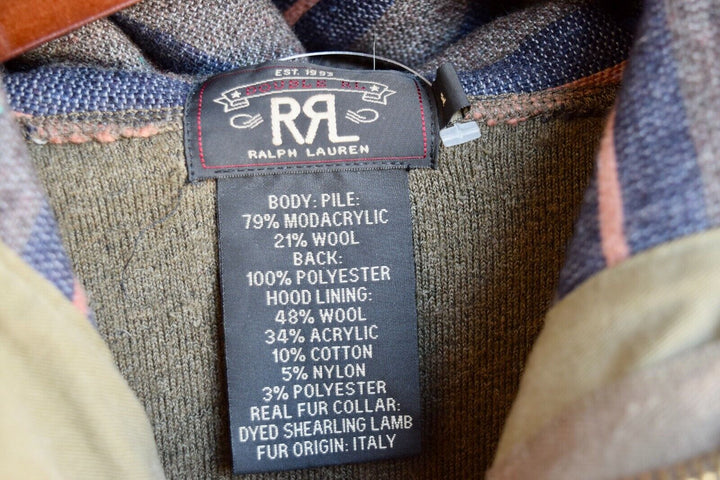 EST. 1993
DOUBLE RL
RRL
RALPH LAUREN
BODY: PILE:
79% MODACRYLIC
21% WOOL
BACK:
100% POLYESTER
HOOD LINING:
48% WOOL
34% ACRYLIC
10% COTTON
5% NYLON
3% POLYESTER
REAL FUR COLLAR:
DYED SHEARLING LAMB
FUR ORIGIN: ITALY